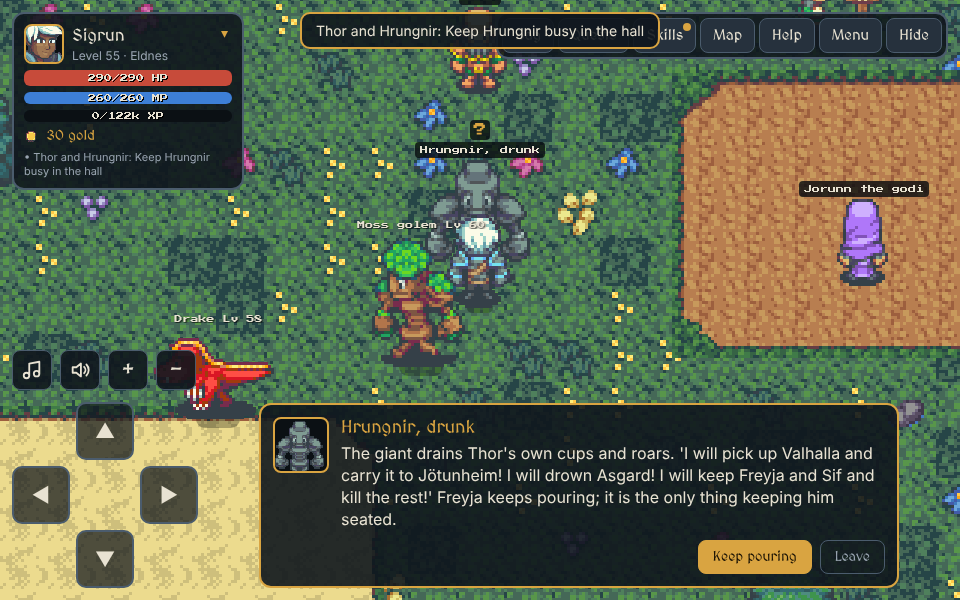 Sigrun
Level 55 · Eldnes
290/290 HP
260/260 MP
0/122k XP
30 gold
• Thor and Hrungnir: Keep Hrungnir
busy in the hall
Thor and Hrungnir: Keep Hrungnir busy in the hall
Map
Help
Menu
Hide
?
Hrungnir, drunk
Jorunn the godi
Moss golem Lv
Drake Lv 58
Hrungnir, drunk
The giant drains Thor's own cups and roars. 'I will pick up Valhalla and
carry it to Jötunheim! I will drown Asgard! I will keep Freyja and Sif and
kill the rest!' Freyja keeps pouring; it is the only thing keeping him
seated.
Keep pouring
Leave